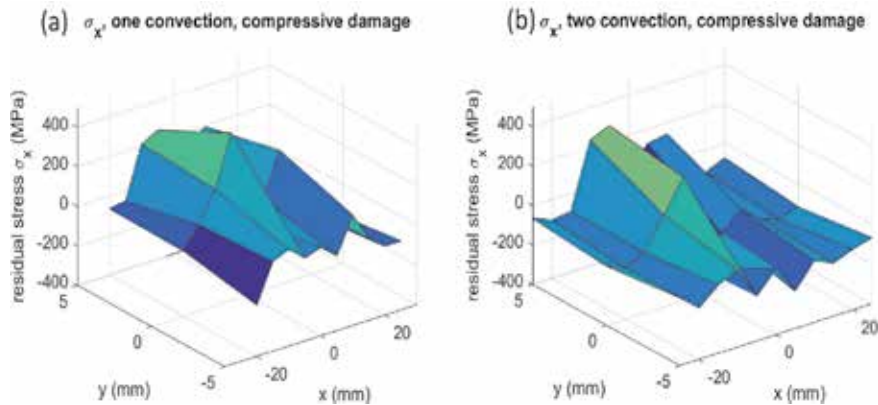 (a) σx, one convection, compressive damage
residual stress σx (MPa)
400
200
0
-200
-400
5
0
-5
y (mm)
-20
0
20
x (mm)
(b) σx, two convection, compressive damage
residual stress σx (MPa)
400
200
0
-200
-400
5
0
-5
y (mm)
-20
0
20
x (mm)